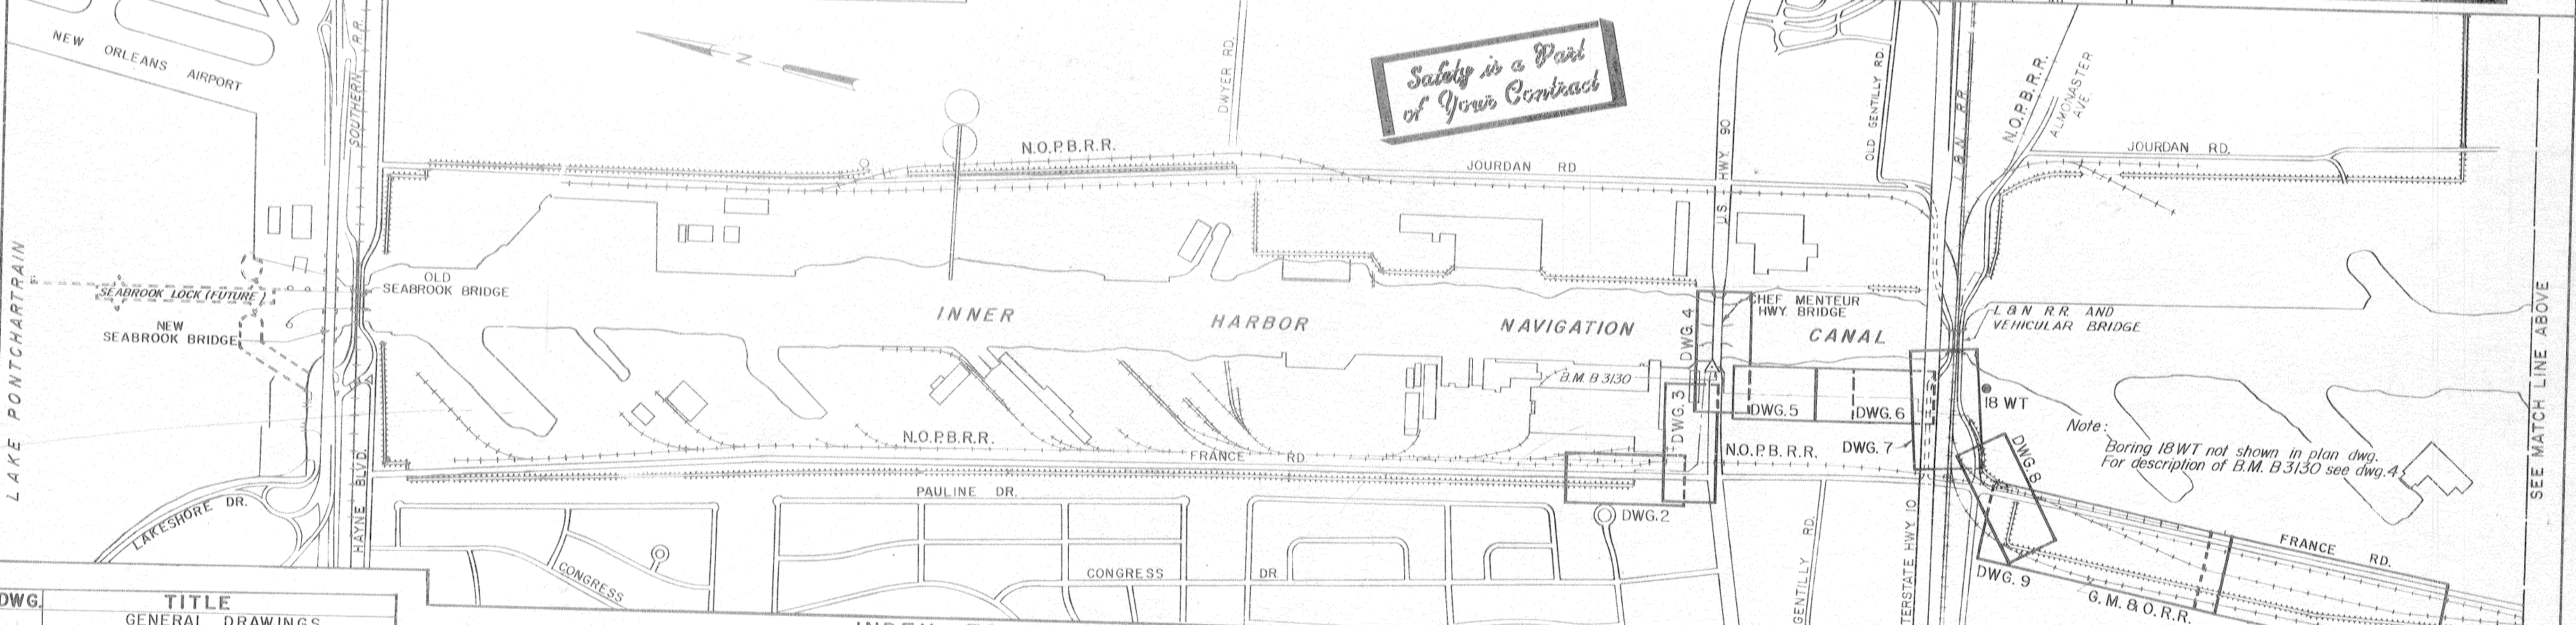 NEW ORLEANS AIRPORT
SOUTHERN R.R.
N
DWYER RD.
Safety is a Part
of Your Contract
U.S. HWY. 90
OLD GENTILLY RD.
L & N. RR
N.O.P.B.R.R.
ALMONASTER
AVE.
N.O.P.B.R.R.
JOURDAN RD
JOURDAN RD.
LAKE PONTCHARTRAIN
SEABROOK LOCK (FUTURE)
OLD
SEABROOK BRIDGE
NEW
SEABROOK BRIDGE
INNER HARBOR NAVIGATION CANAL
CHEF MENTEUR
HWY. BRIDGE
L & N R.R. AND
VEHICULAR BRIDGE
SEE MATCH LINE ABOVE
DWG. 4
B.M. B 3130
DWG. 3
DWG. 5
DWG. 6
18 WT
N.O.P.B.R.R.
FRANCE RD.
N.O.P.B.R.R.
DWG. 7
DWG. 8
Note:
Boring 18WT not shown in plan dwg.
For description of B.M. B3130 see dwg. 4
LAKESHORE DR.
HAYNE BLVD.
PAULINE DR.
DWG. 2
CONGRESS
CONGRESS DR
GENTILLY RD.
TERSTATE HWY. 10
DWG. 9
FRANCE RD.
G.M. & O.R.R.
DWG.
TITLE
GENERAL DRAWINGS